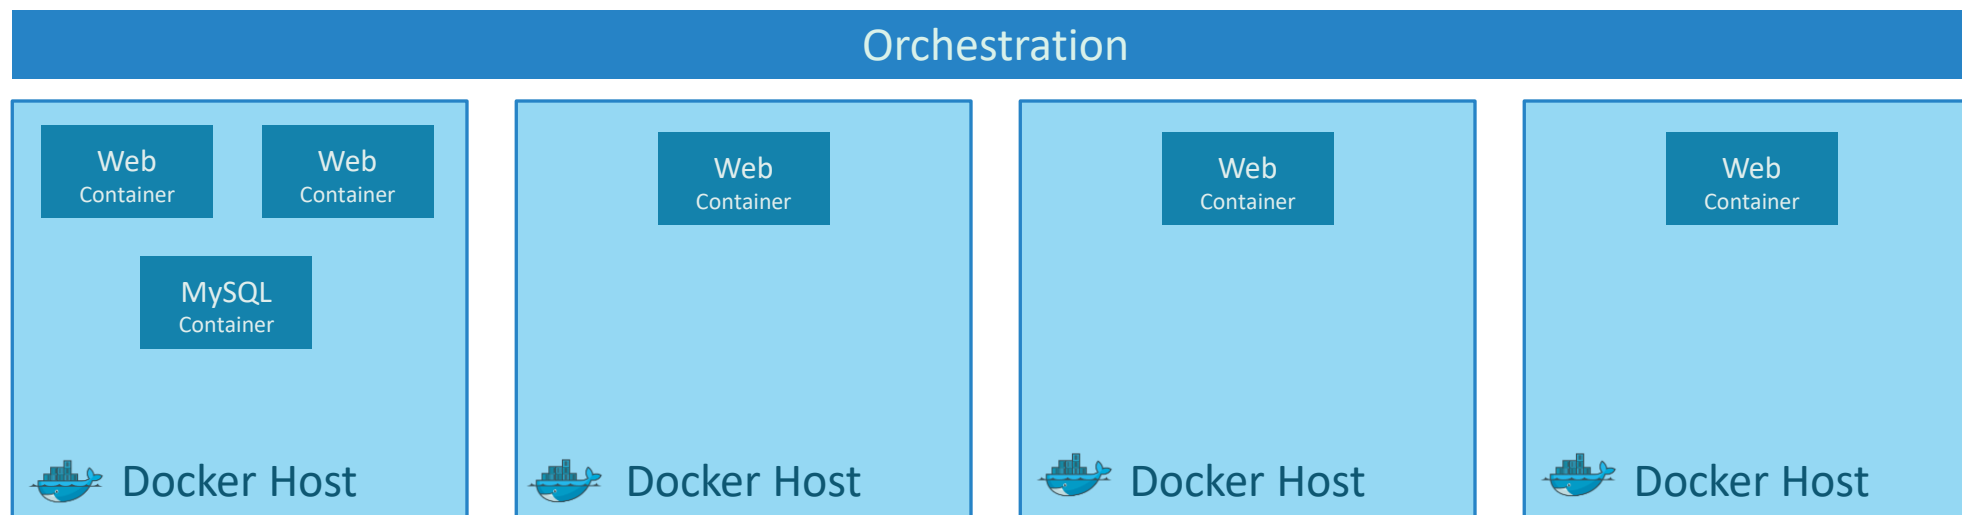 Orchestration
Web
Container
Web
Container
MySQL
Container
Docker Host
Web
Container
Docker Host
Web
Container
Docker Host
Web
Container
Docker Host